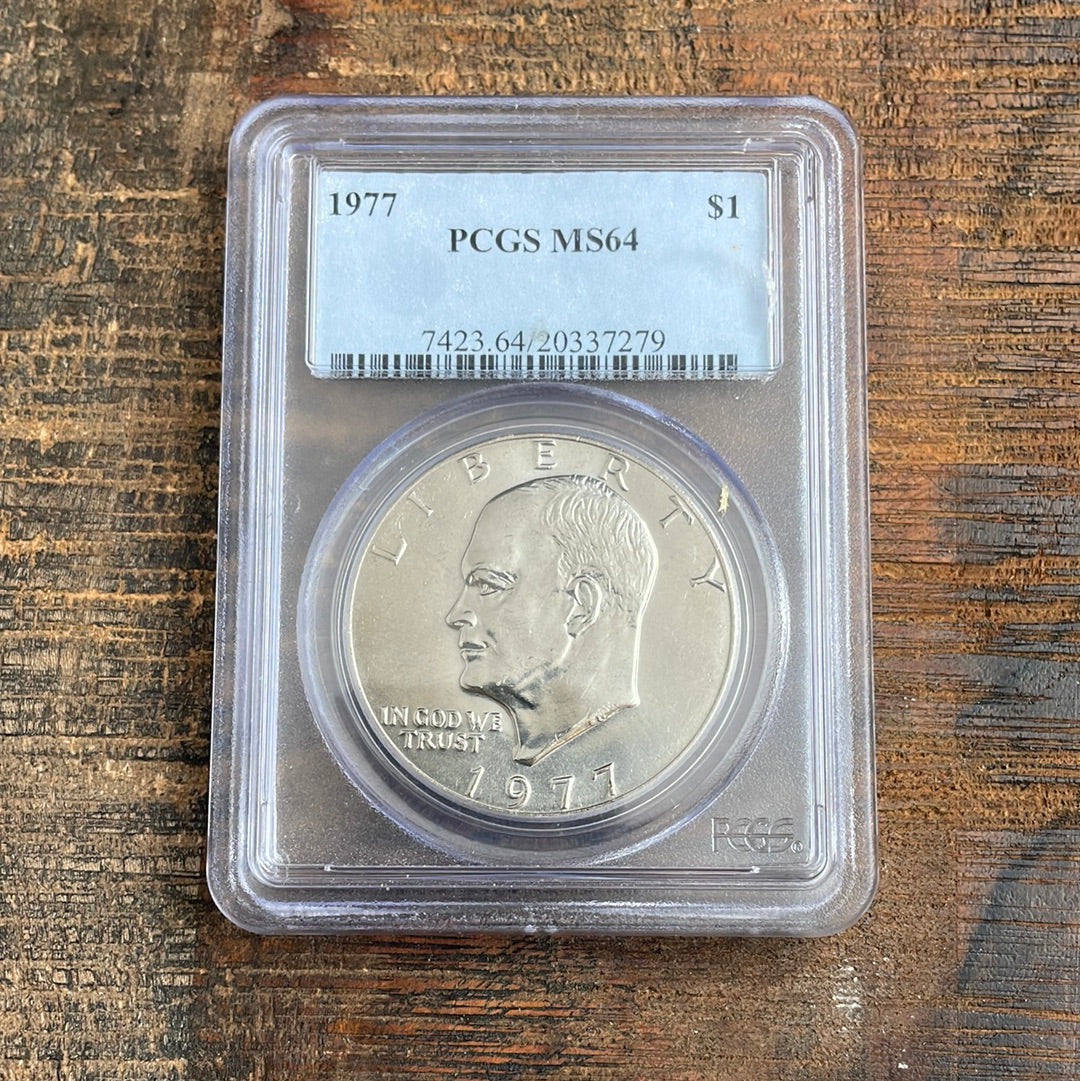 1977 $1
PCGS MS64
7423.64/20337279
LIBERTY
IN GOD WE
TRUST
1977
PCGS